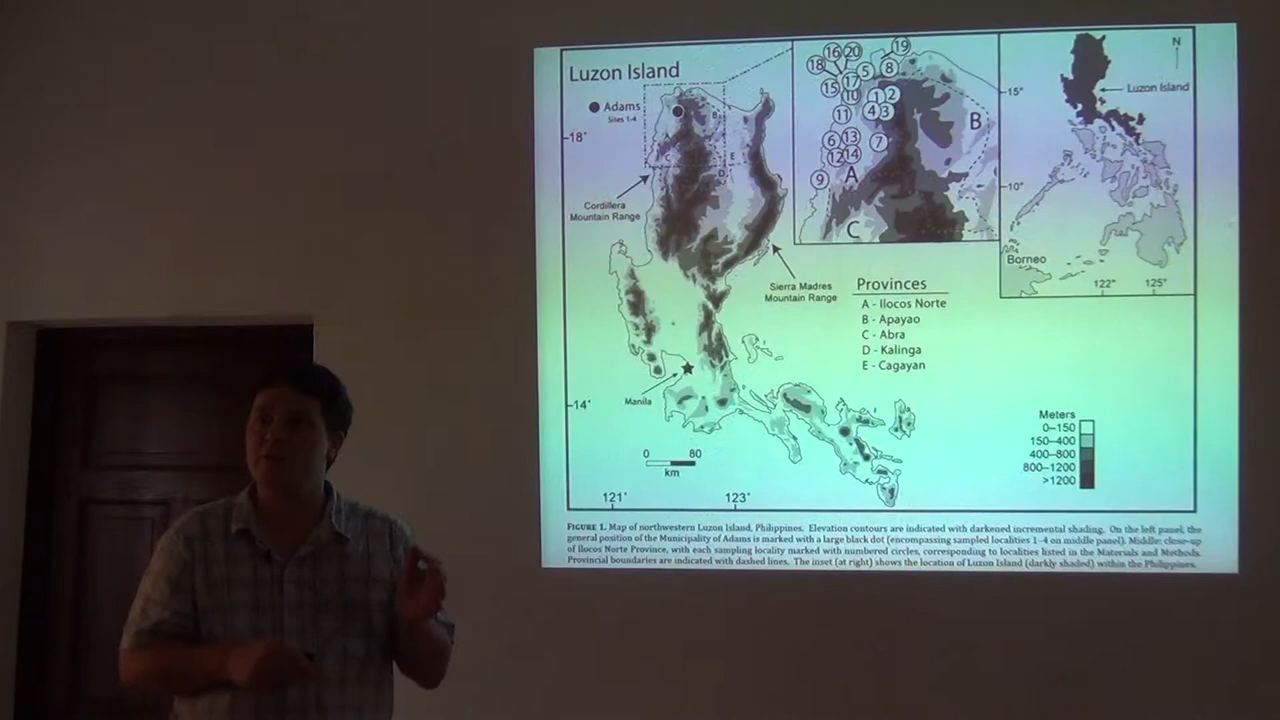 Luzon Island
Adams
Sites 1-4
18°
Cordillera
Mountain Range
A
B
C
D
E
Sierra Madres
Mountain Range
Manila
14°
0 80
km
121° 123°
16 20 19
18 5 8
15 17
10 1 2
11 4 3
6 13 7
12 14
9
A
B
C
Provinces
A - Ilocos Norte
B - Apayao
C - Abra
D - Kalinga
E - Cagayan
N
15°
Luzon Island
10°
Borneo
122° 125°
Meters
0–150
150–400
400–800
800–1200
>1200
FIGURE 1. Map of northwestern Luzon Island, Philippines. Elevation contours are indicated with darkened incremental shading. On the left panel, the
general position of the Municipality of Adams is marked with a large black dot (encompassing sampled localities 1–4 on middle panel). Middle: close-up
of Ilocos Norte Province, with each sampling locality marked with numbered circles, corresponding to localities listed in the Materials and Methods.
Provincial boundaries are indicated with dashed lines. The inset (at right) shows the location of Luzon Island (darkly shaded) within the Philippines.